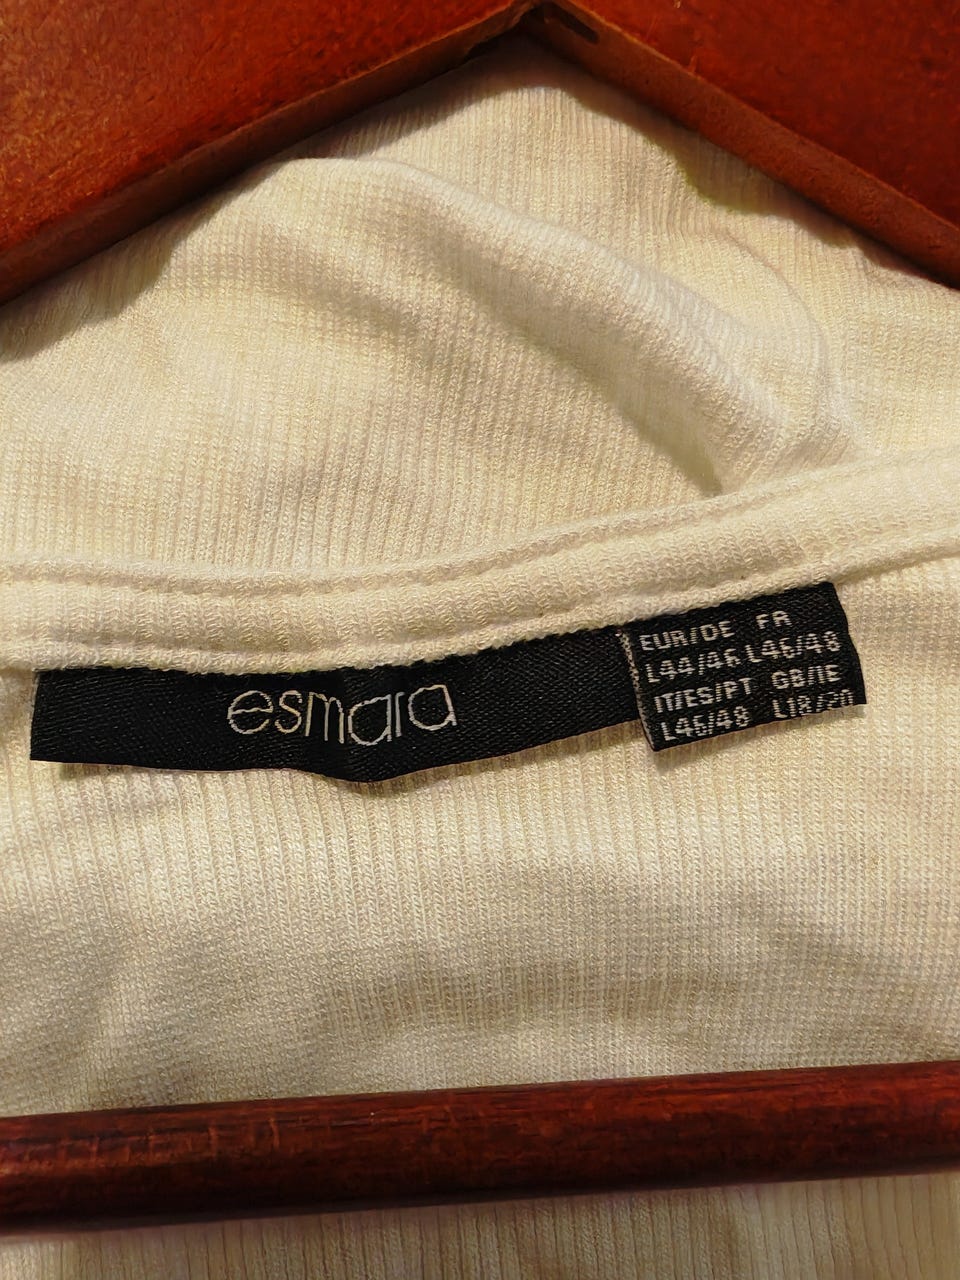 esmara
EUR/DE FR
L44/46 L46/48
IT/ES/PT GB/IE
L46/48 L18/20